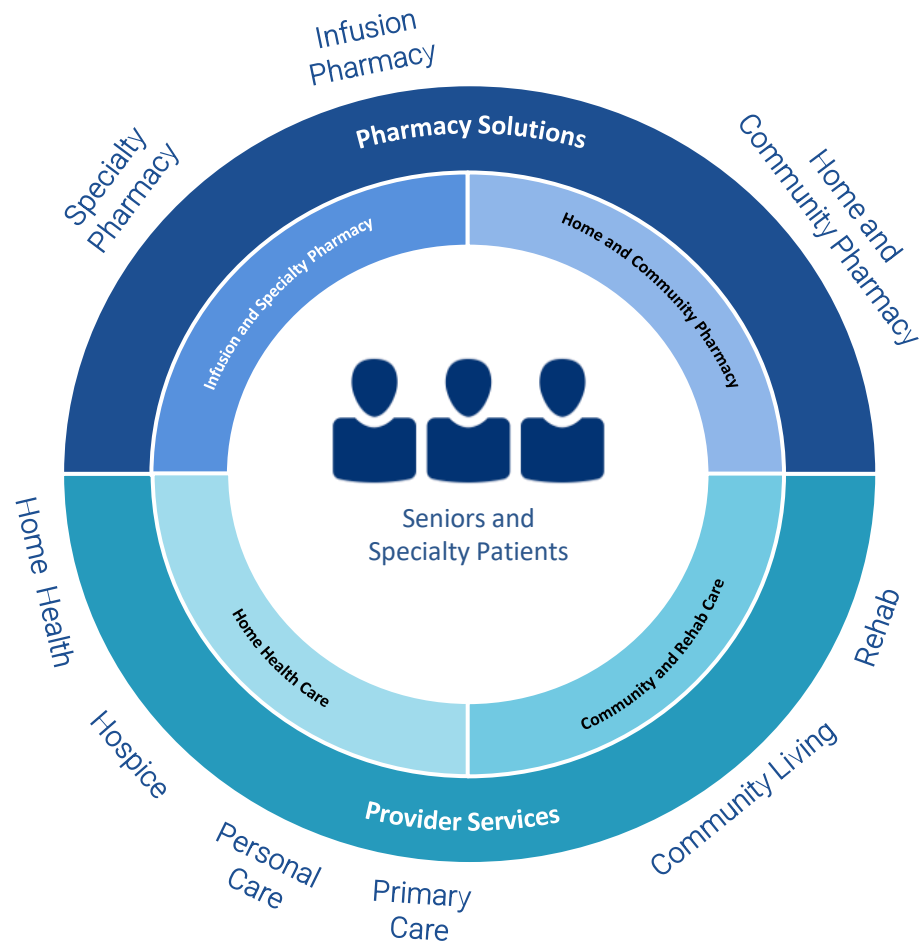 Infusion
Pharmacy
Specialty
Pharmacy
Home and
Community Pharmacy
Pharmacy Solutions
Infusion and Specialty Pharmacy
Home and Community Pharmacy
Seniors and
Specialty Patients
Home Health Care
Community and Rehab Care
Provider Services
Home Health
Hospice
Personal
Care
Primary
Care
Community Living
Rehab